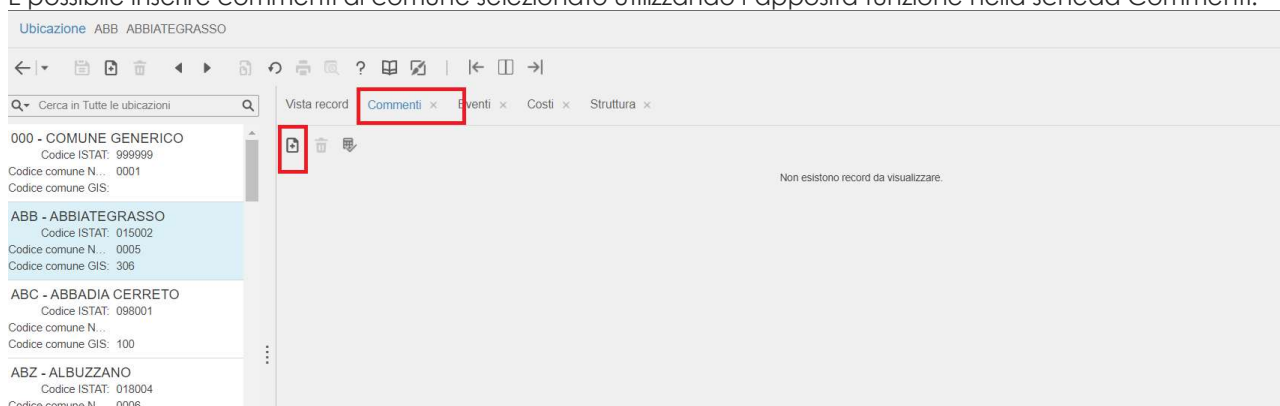 È possibile inserire commenti al comune selezionato utilizzando l'apposita funzione nella scheda Commenti.
Ubicazione ABB ABBIATEGRASSO
Cerca in Tutte le ubicazioni
Vista record Commenti × Eventi × Costi × Struttura ×
000 - COMUNE GENERICO
Codice ISTAT: 999999
Codice comune N... 0001
Codice comune GIS:
Non esistono record da visualizzare.
ABB - ABBIATEGRASSO
Codice ISTAT: 015002
Codice comune N... 0005
Codice comune GIS: 306
ABC - ABBADIA CERRETO
Codice ISTAT: 098001
Codice comune N...
Codice comune GIS: 100
ABZ - ALBUZZANO
Codice ISTAT: 018004
Codice comune N... 0006